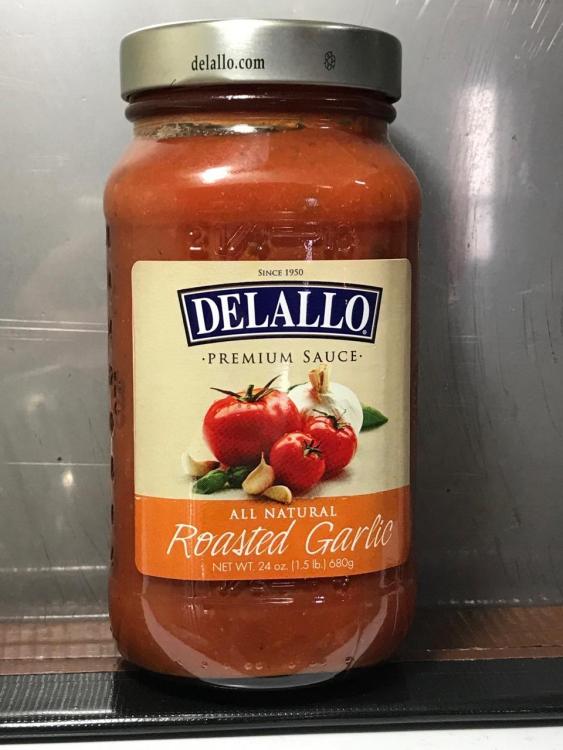 delallo.com
SINCE 1950
DELALLO®
·PREMIUM SAUCE·
ALL NATURAL
Roasted Garlic
NET WT. 24 oz. (1.5 lb.) 680g